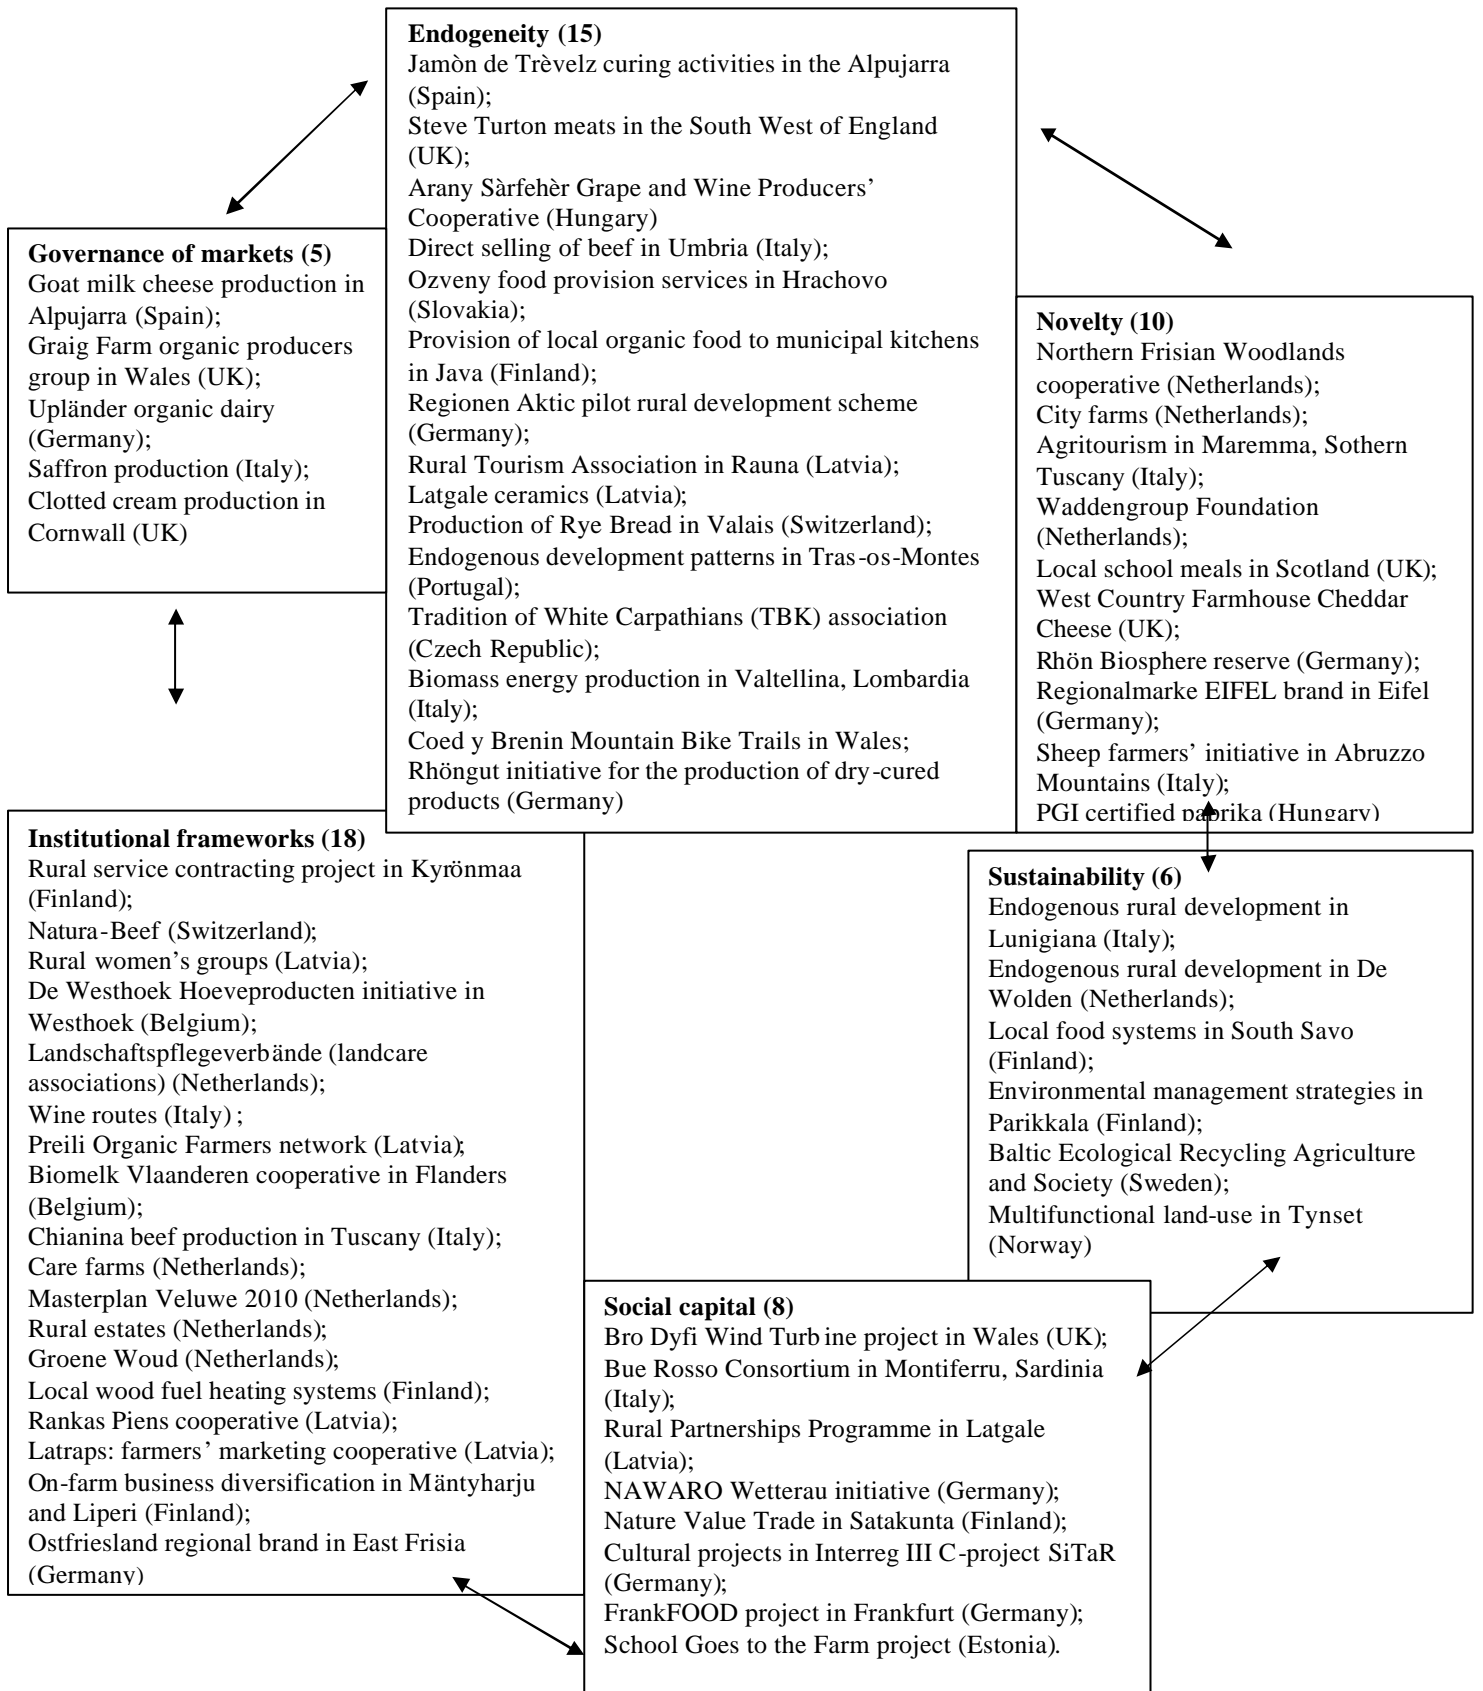 Endogeneity (15)
Jamòn de Trèvelz curing activities in the Alpujarra
(Spain);
Steve Turton meats in the South West of England
(UK);
Arany Sàrfehèr Grape and Wine Producers’
Cooperative (Hungary)
Direct selling of beef in Umbria (Italy);
Ozveny food provision services in Hrachovo
(Slovakia);
Provision of local organic food to municipal kitchens
in Java (Finland);
Regionen Aktic pilot rural development scheme
(Germany);
Rural Tourism Association in Rauna (Latvia);
Latgale ceramics (Latvia);
Production of Rye Bread in Valais (Switzerland);
Endogenous development patterns in Tras-os-Montes
(Portugal);
Tradition of White Carpathians (TBK) association
(Czech Republic);
Biomass energy production in Valtellina, Lombardia
(Italy);
Coed y Brenin Mountain Bike Trails in Wales;
Rhöngut initiative for the production of dry-cured
products (Germany)
Governance of markets (5)
Goat milk cheese production in
Alpujarra (Spain);
Graig Farm organic producers
group in Wales (UK);
Upländer organic dairy
(Germany);
Saffron production (Italy);
Clotted cream production in
Cornwall (UK)
Novelty (10)
Northern Frisian Woodlands
cooperative (Netherlands);
City farms (Netherlands);
Agritourism in Maremma, Sothern
Tuscany (Italy);
Waddengroup Foundation
(Netherlands);
Local school meals in Scotland (UK);
West Country Farmhouse Cheddar
Cheese (UK);
Rhön Biosphere reserve (Germany);
Regionalmarke EIFEL brand in Eifel
(Germany);
Sheep farmers’ initiative in Abruzzo
Mountains (Italy);
PGI certified paprika (Hungary)
Institutional frameworks (18)
Rural service contracting project in Kyrönmaa
(Finland);
Natura-Beef (Switzerland);
Rural women’s groups (Latvia);
De Westhoek Hoeveproducten initiative in
Westhoek (Belgium);
Landschaftspflegeverbände (landcare
associations) (Netherlands);
Wine routes (Italy) ;
Preili Organic Farmers network (Latvia);
Biomelk Vlaanderen cooperative in Flanders
(Belgium);
Chianina beef production in Tuscany (Italy);
Care farms (Netherlands);
Masterplan Veluwe 2010 (Netherlands);
Rural estates (Netherlands);
Groene Woud (Netherlands);
Local wood fuel heating systems (Finland);
Rankas Piens cooperative (Latvia);
Latraps: farmers’ marketing cooperative (Latvia);
On-farm business diversification in Mäntyharju
and Liperi (Finland);
Ostfriesland regional brand in East Frisia
(Germany)
Sustainability (6)
Endogenous rural development in
Lunigiana (Italy);
Endogenous rural development in De
Wolden (Netherlands);
Local food systems in South Savo
(Finland);
Environmental management strategies in
Parikkala (Finland);
Baltic Ecological Recycling Agriculture
and Society (Sweden);
Multifunctional land-use in Tynset
(Norway)
Social capital (8)
Bro Dyfi Wind Turbine project in Wales (UK);
Bue Rosso Consortium in Montiferru, Sardinia
(Italy);
Rural Partnerships Programme in Latgale
(Latvia);
NAWARO Wetterau initiative (Germany);
Nature Value Trade in Satakunta (Finland);
Cultural projects in Interreg III C-project SiTaR
(Germany);
FrankFOOD project in Frankfurt (Germany);
School Goes to the Farm project (Estonia).